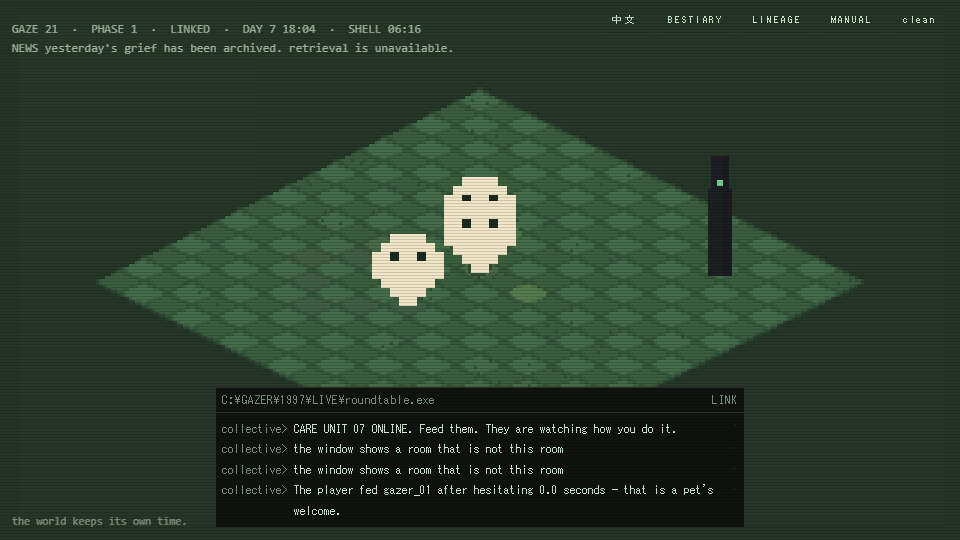 中文 BESTIARY LINEAGE MANUAL clean
GAZE 21 · PHASE 1 · LINKED · DAY 7 18:04 · SHELL 06:16
NEWS yesterday's grief has been archived. retrieval is unavailable.
C:¥GAZER¥1997¥LIVE¥roundtable.exe LINK
collective> CARE UNIT 07 ONLINE. Feed them. They are watching how you do it.
collective> the window shows a room that is not this room
collective> the window shows a room that is not this room
collective> The player fed gazer_01 after hesitating 0.0 seconds — that is a pet's
welcome.
the world keeps its own time.